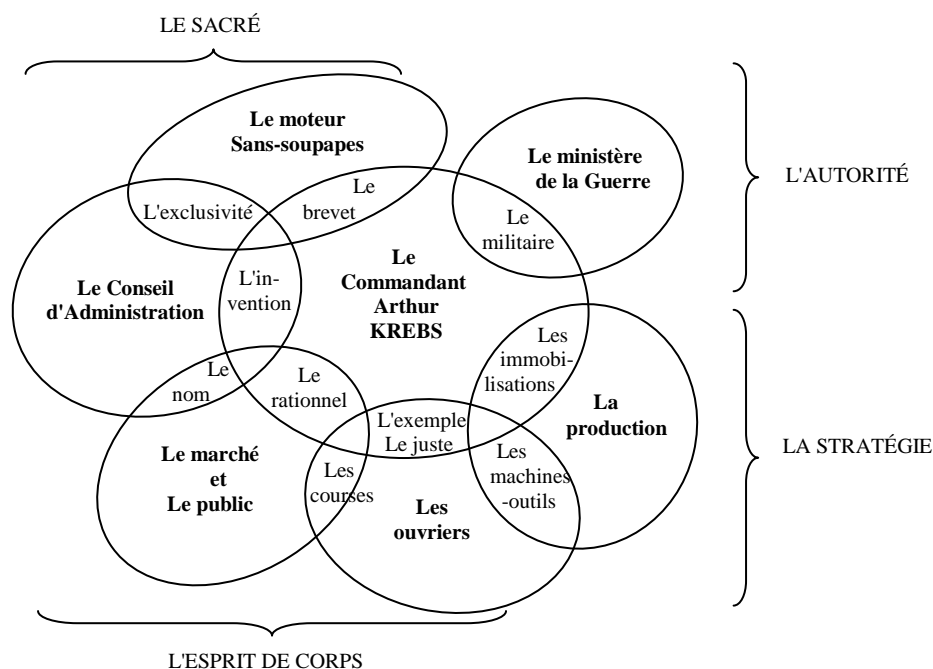 LE SACRÉ
Le moteur
Sans-soupapes
Le ministère
de la Guerre
L'AUTORITÉ
Le
brevet
L'exclusivité
Le
militaire
Le Conseil
d'Administration
L'in-
vention
Le
Commandant
Arthur
KREBS
Les
immobi-
lisations
Le
nom
Le
rationnel
L'exemple
Le juste
La
production
LA STRATÉGIE
Le marché
et
Le public
Les
courses
Les
ouvriers
Les
machines
-outils
L'ESPRIT DE CORPS